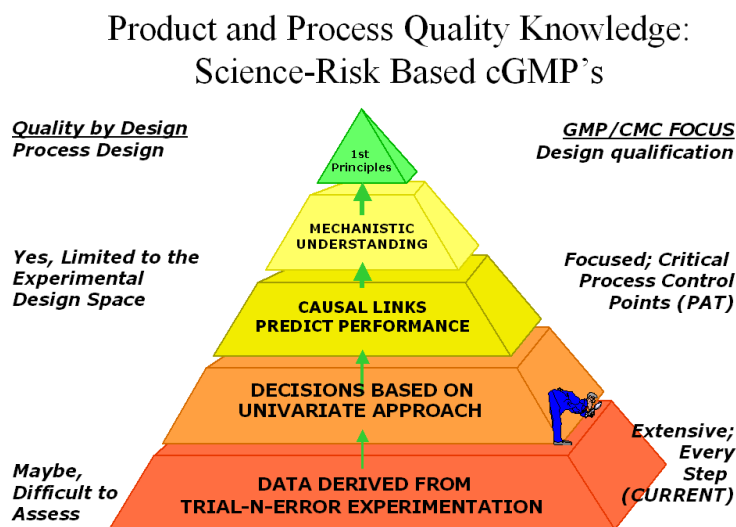 Product and Process Quality Knowledge:
Science-Risk Based cGMP's
Quality by Design
Process Design
GMP/CMC FOCUS
Design qualification
1st
Principles
MECHANISTIC
UNDERSTANDING
Yes, Limited to the
Experimental
Design Space
Focused; Critical
Process Control
Points (PAT)
CAUSAL LINKS
PREDICT PERFORMANCE
DECISIONS BASED ON
UNIVARIATE APPROACH
Maybe,
Difficult to
Assess
DATA DERIVED FROM
TRIAL-N-ERROR EXPERIMENTATION
Extensive;
Every
Step
(CURRENT)